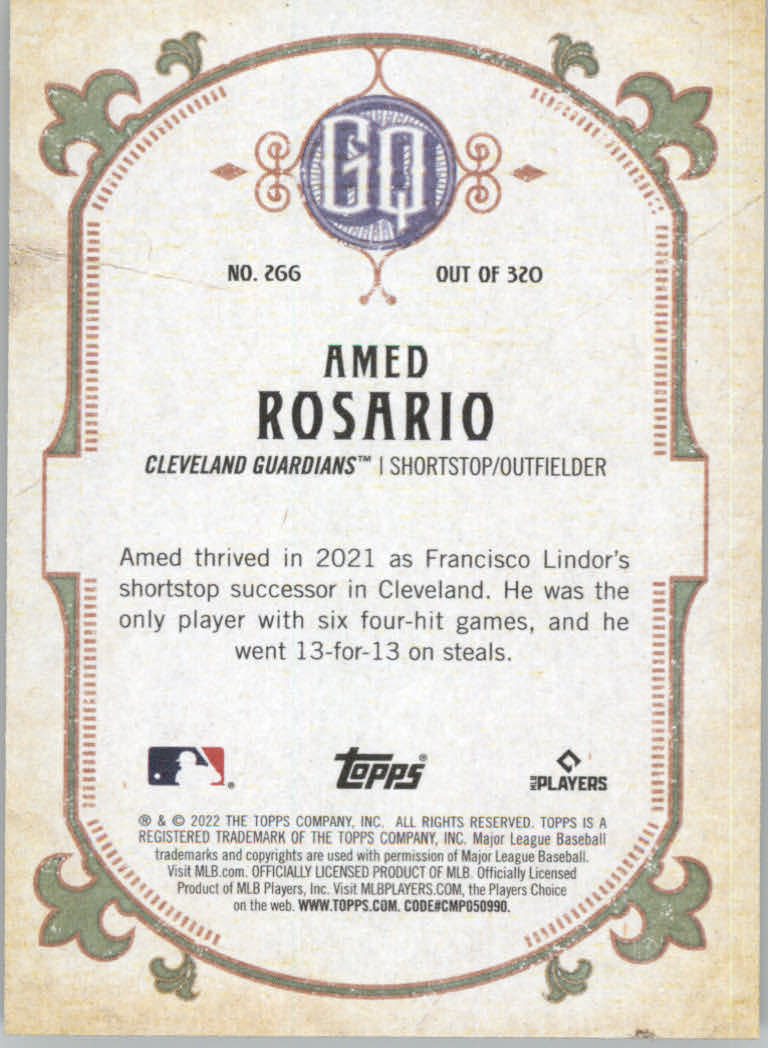 GQ
NO. 266 OUT OF 320
AMED
ROSARIO
CLEVELAND GUARDIANS™ | SHORTSTOP/OUTFIELDER
Amed thrived in 2021 as Francisco Lindor's
shortstop successor in Cleveland. He was the
only player with six four-hit games, and he
went 13-for-13 on steals.
Topps® MLB PLAYERS
® & © 2022 THE TOPPS COMPANY, INC. ALL RIGHTS RESERVED. TOPPS IS A
REGISTERED TRADEMARK OF THE TOPPS COMPANY, INC. Major League Baseball
trademarks and copyrights are used with permission of Major League Baseball.
Visit MLB.com. OFFICIALLY LICENSED PRODUCT OF MLB. Officially Licensed
Product of MLB Players, Inc. Visit MLBPLAYERS.COM, the Players Choice
on the web. WWW.TOPPS.COM. CODE#CMP050990.